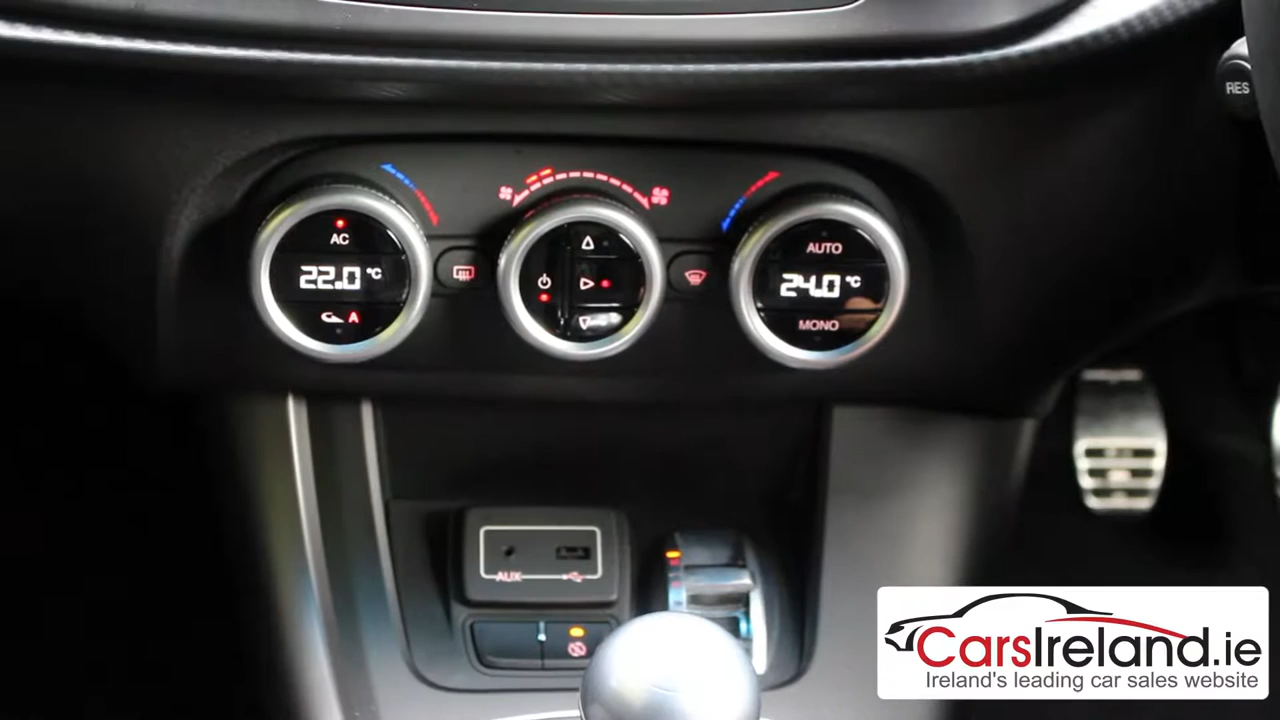 RES
AC
22.0 °C
A
AUTO
24.0 °C
MONO
AUX
CarsIreland.ie
Ireland's leading car sales website